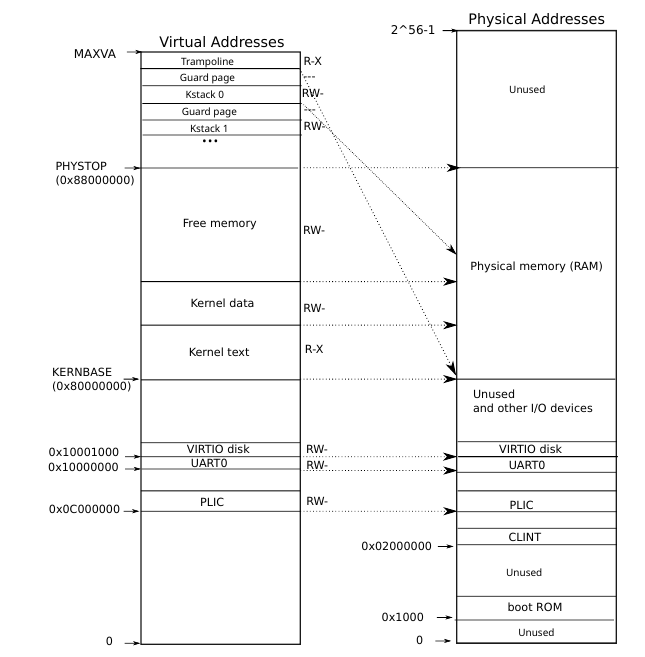 Physical Addresses
2^56-1
Virtual Addresses
MAXVA
Trampoline
R-X
Guard page
---
Unused
Kstack 0
RW-
Guard page
---
Kstack 1
RW-
...
PHYSTOP
(0x88000000)
Free memory
RW-
Physical memory (RAM)
Kernel data
RW-
Kernel text
R-X
KERNBASE
(0x80000000)
Unused
and other I/O devices
0x10001000
VIRTIO disk
RW-
VIRTIO disk
0x10000000
UART0
RW-
UART0
PLIC
RW-
PLIC
0x0C000000
CLINT
0x02000000
Unused
boot ROM
0x1000
Unused
0
0